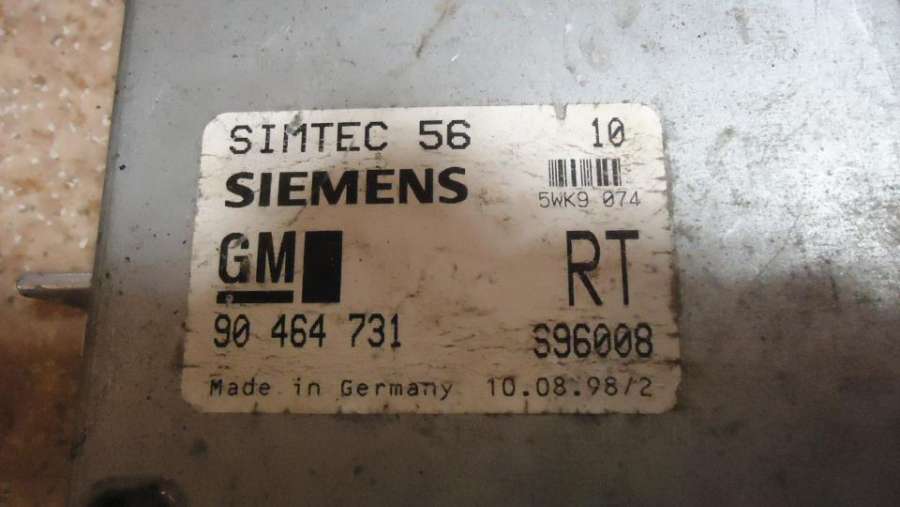 SIMTEC 56 10
SIEMENS
5WK9 074
GM RT
90 464 731 S96008
Made in Germany 10.08.98/2